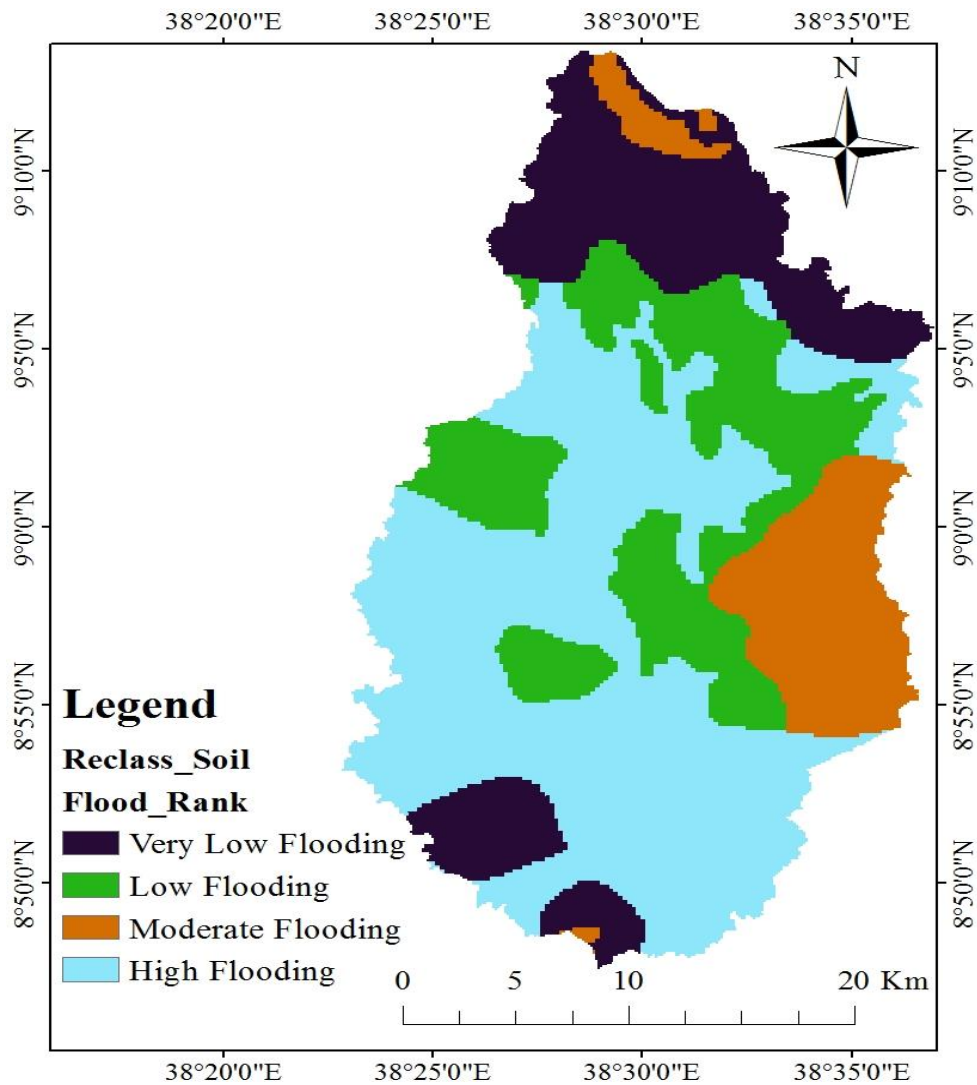 38°20'0"E 38°25'0"E 38°30'0"E 38°35'0"E
N
9°10'0"N 9°10'0"N
9°5'0"N 9°5'0"N
9°0'0"N 9°0'0"N
8°55'0"N 8°55'0"N
8°50'0"N 8°50'0"N
Legend
Reclass_Soil
Flood_Rank
Very Low Flooding
Low Flooding
Moderate Flooding
High Flooding
0 5 10 20 Km
38°20'0"E 38°25'0"E 38°30'0"E 38°35'0"E